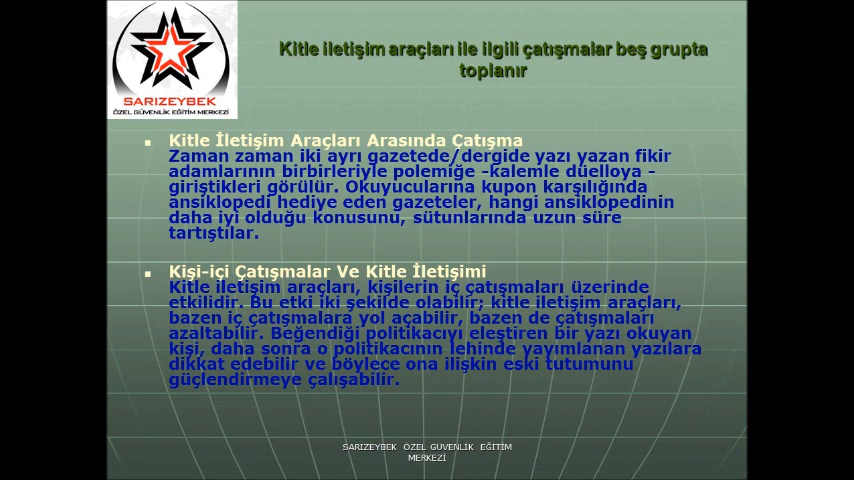 Kitle iletişim araçları ile ilgili çatışmalar beş grupta
toplanır
SARIZEYBEK
ÖZEL GÜVENLİK EĞİTİM MERKEZİ
Kitle İletişim Araçları Arasında Çatışma
Zaman zaman iki ayrı gazetede/dergide yazı yazan fikir
adamlarının birbirleriyle polemiğe -kalemle düelloya -
giriştikleri görülür. Okuyucularına kupon karşılığında
ansiklopedi hediye eden gazeteler, hangi ansiklopedinin
daha iyi olduğu konusunu, sütunlarında uzun süre
tartıştılar.
Kişi-içi Çatışmalar Ve Kitle İletişimi
Kitle iletişim araçları, kişilerin iç çatışmaları üzerinde
etkilidir. Bu etki iki şekilde olabilir; kitle iletişim araçları,
bazen iç çatışmalara yol açabilir, bazen de çatışmaları
azaltabilir. Beğendiği politikacıyı eleştiren bir yazı okuyan
kişi, daha sonra o politikacının lehinde yayımlanan yazılara
dikkat edebilir ve böylece ona ilişkin eski tutumunu
güçlendirmeye çalışabilir.
SARIZEYBEK ÖZEL GÜVENLİK EĞİTİM
MERKEZİ